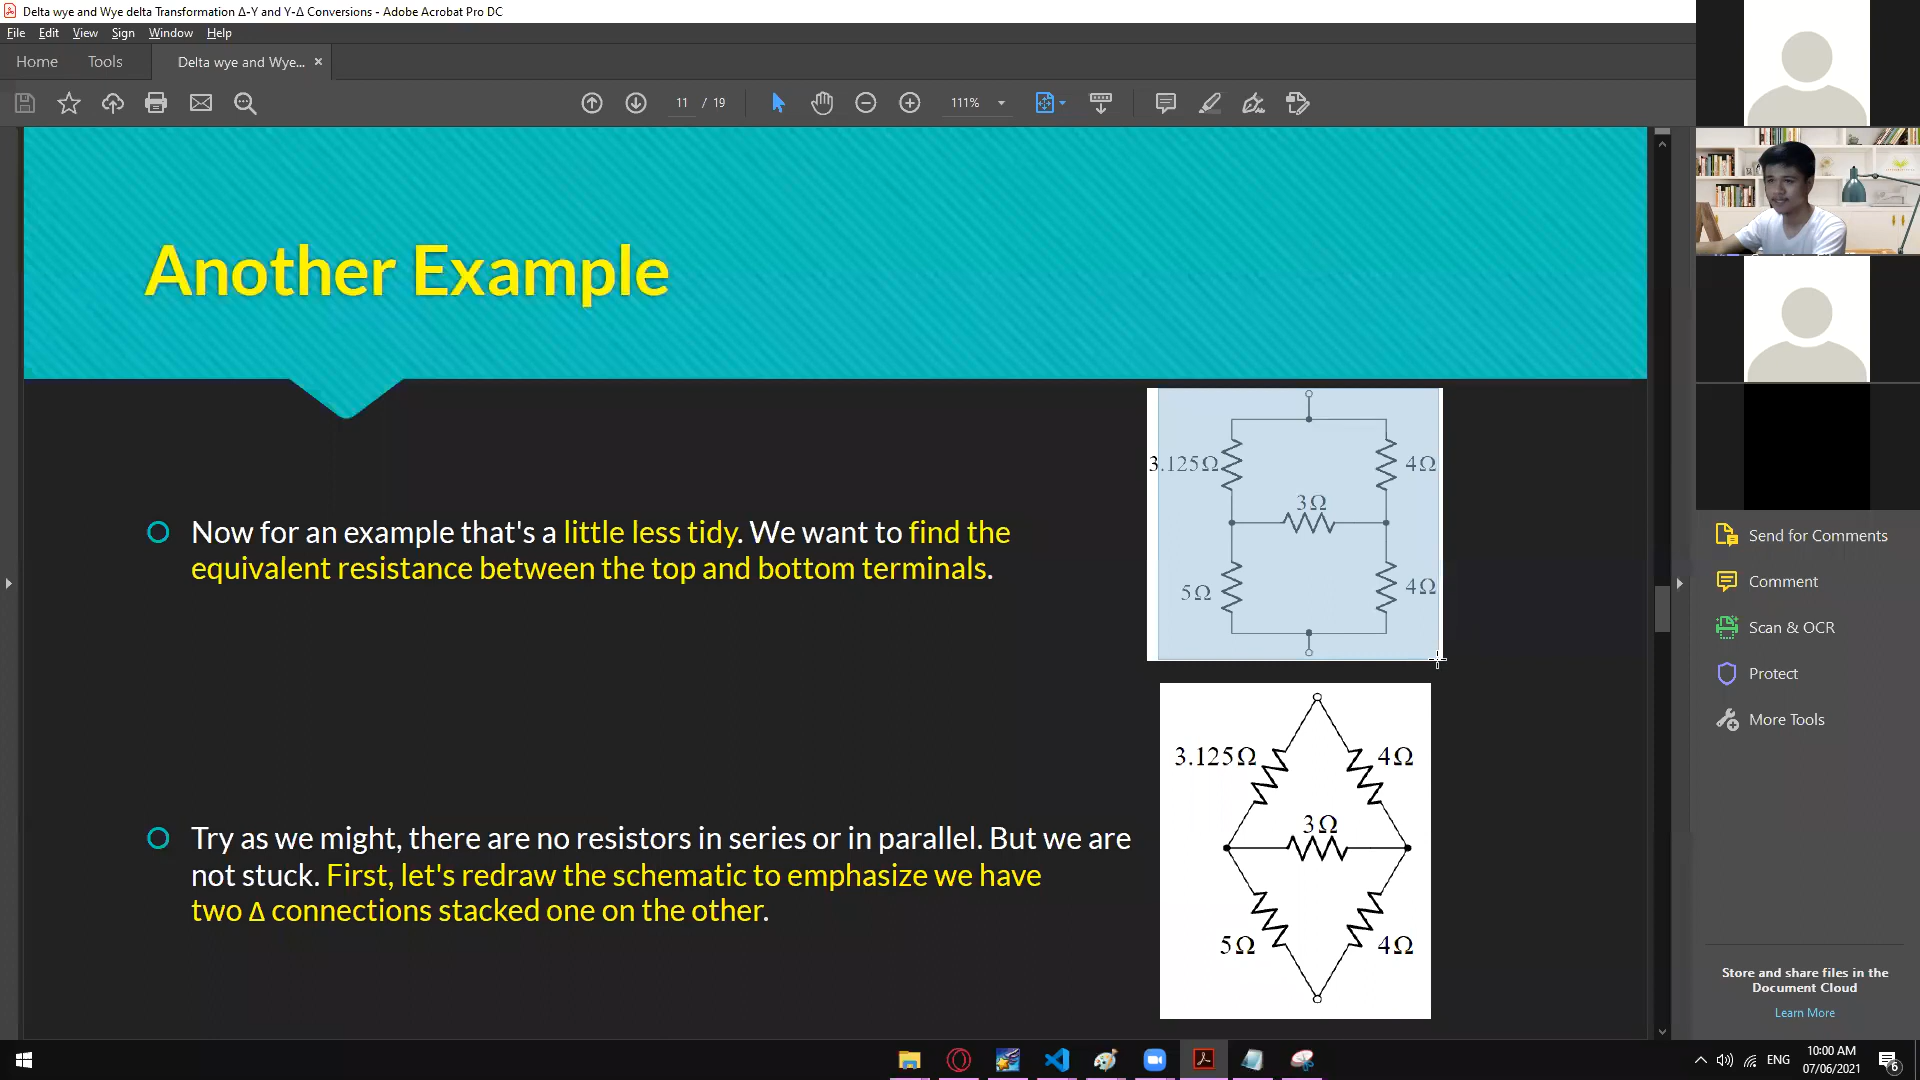 Delta wye and Wye delta Transformation Δ-Y and Y-Δ Conversions - Adobe Acrobat Pro DC
File Edit View Sign Window Help
Home Tools Delta wye and Wye... ×
11 / 19 111%
Another Example
Now for an example that's a little less tidy. We want to find the
equivalent resistance between the top and bottom terminals.
3.125Ω 4Ω
3Ω
5Ω 4Ω
Try as we might, there are no resistors in series or in parallel. But we are
not stuck. First, let's redraw the schematic to emphasize we have
two Δ connections stacked one on the other.
3.125Ω 4Ω
3Ω
5Ω 4Ω
Send for Comments
Comment
Scan & OCR
Protect
More Tools
Store and share files in the
Document Cloud
Learn More
ENG
10:00 AM
07/06/2021
6